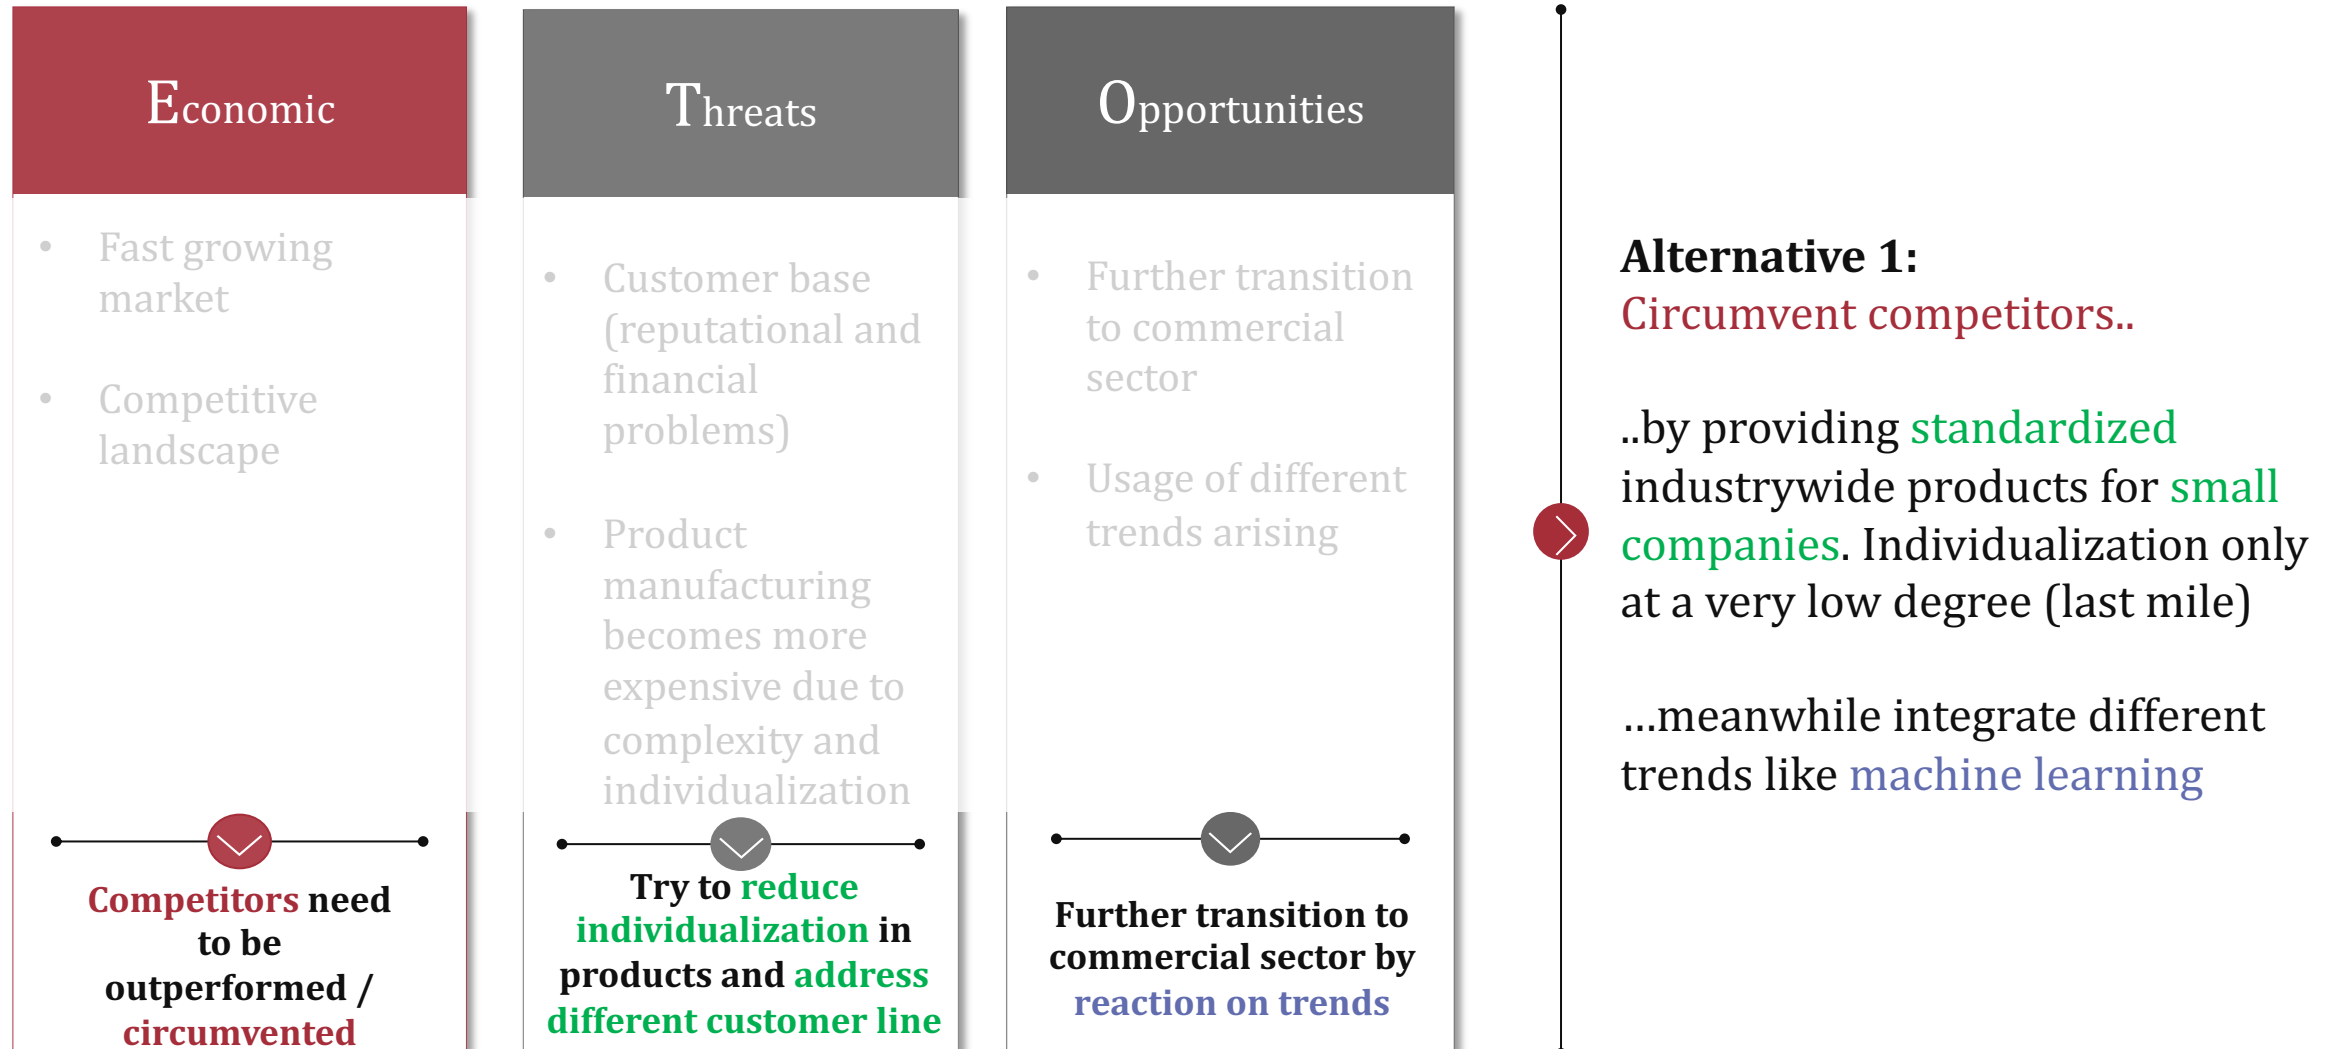 Economic
• Fast growing
market
• Competitive
landscape
Competitors need
to be
outperformed /
circumvented
Threats
• Customer base
(reputational and
financial
problems)
• Product
manufacturing
becomes more
expensive due to
complexity and
individualization
Try to reduce
individualization in
products and address
different customer line
Opportunities
• Further transition
to commercial
sector
• Usage of different
trends arising
Further transition to
commercial sector by
reaction on trends
Alternative 1:
Circumvent competitors..
..by providing standardized
industrywide products for small
companies. Individualization only
at a very low degree (last mile)
...meanwhile integrate different
trends like machine learning